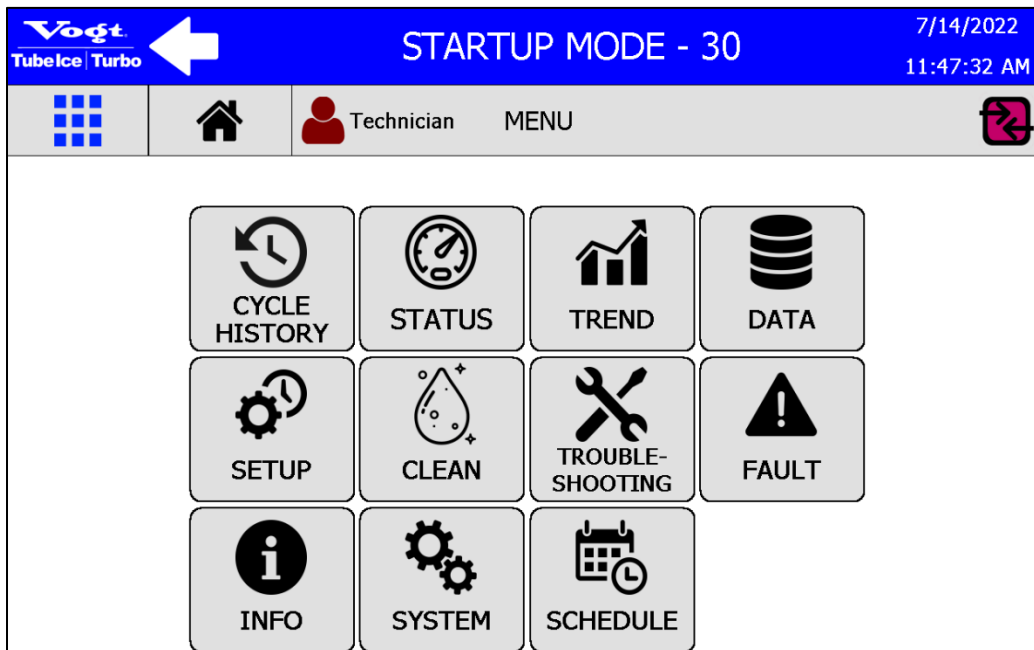 Vogt
STARTUP MODE - 30
7/14/2022
Tube Ice | Turbo
11:47:32 AM
Technician
MENU
CYCLE
HISTORY
STATUS
TREND
DATA
SETUP
CLEAN
TROUBLE-
SHOOTING
FAULT
INFO
SYSTEM
SCHEDULE